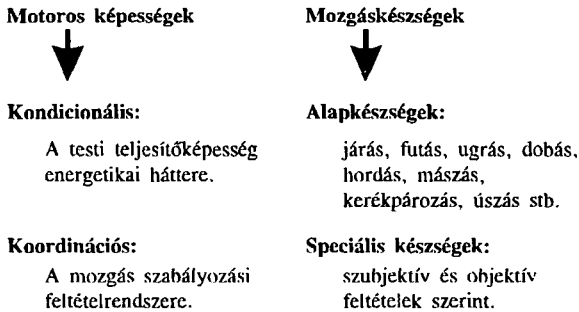 Motoros képességek
Kondicionális:
A testi teljesítőképesség
energetikai háttere.
Koordinációs:
A mozgás szabályozási
feltételrendszere.
Mozgáskészségek
Alapkészségek:
járás, futás, ugrás, dobás,
hordás, mászás,
kerékpározás, úszás stb.
Speciális készségek:
szubjektív és objektív
feltételek szerint.